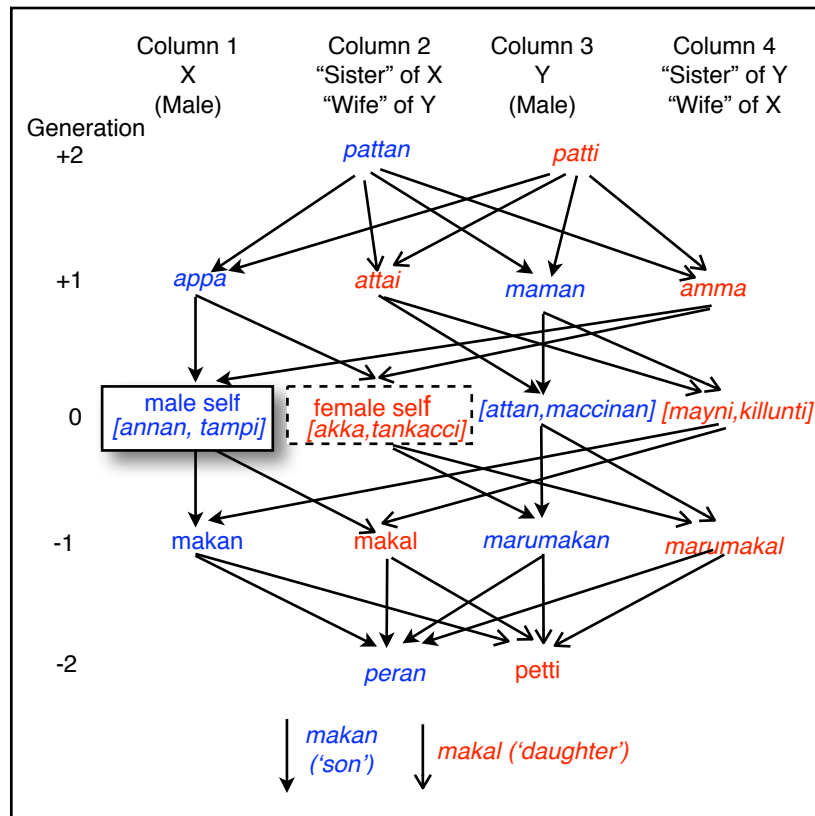 Column 1 Column 2 Column 3 Column 4
X “Sister” of X Y “Sister” of Y
(Male) “Wife” of Y (Male) “Wife” of X
Generation
+2 pattan patti
+1 appa attai maman amma
male self female self
0 [annan, tampi] [akka,tankacci] [attan,maccinan] [mayni,killunti]
-1 makan makal marumakan marumakal
-2 peran petti
makan makal (‘daughter’)
(‘son’)